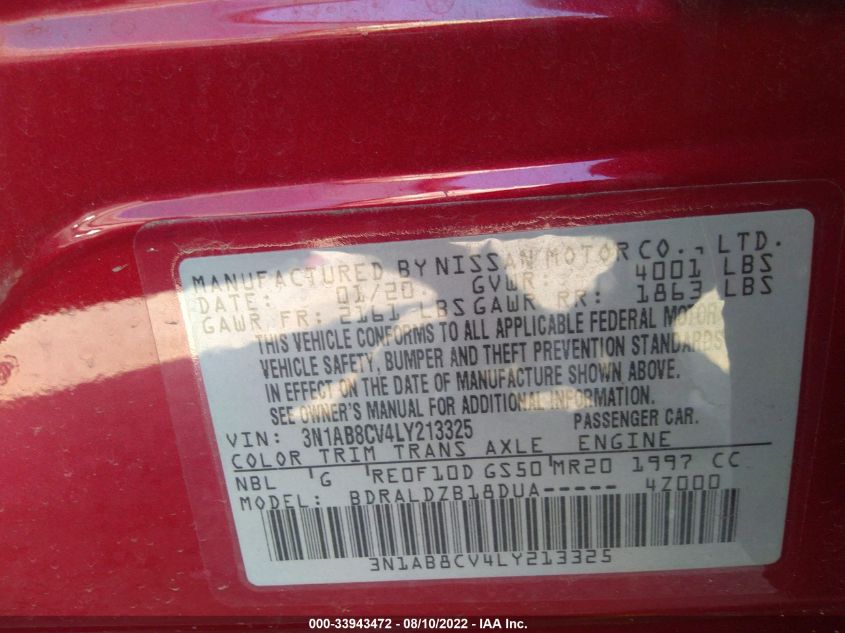 MANUFACTURED BY NISSAN MOTOR CO., LTD.
DATE: 01/20 GVWR: 4001 LBS
GAWR FR: 2161 LBS GAWR RR: 1863 LBS
THIS VEHICLE CONFORMS TO ALL APPLICABLE FEDERAL MOTOR
VEHICLE SAFETY, BUMPER AND THEFT PREVENTION STANDARDS
IN EFFECT ON THE DATE OF MANUFACTURE SHOWN ABOVE.
SEE OWNER'S MANUAL FOR ADDITIONAL INFORMATION.
VIN: 3N1AB8CV4LY213325 PASSENGER CAR.
COLOR TRIM TRANS AXLE ENGINE
NBL G RE0F10D GS50 MR20 1997 CC
MODEL: BDRALDZB18DUA----- 4Z000
3N1AB8CV4LY213325
000-33943472 - 08/10/2022 - IAA Inc.